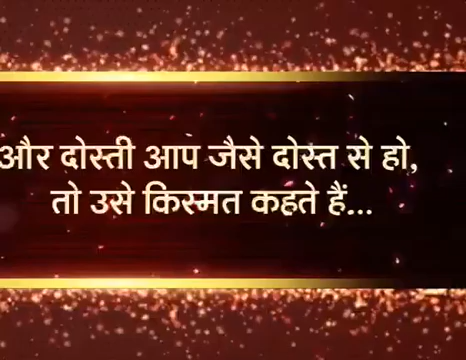 और दोस्ती आप जैसे दोस्त से हो,
तो उसे किस्मत कहते हैं...